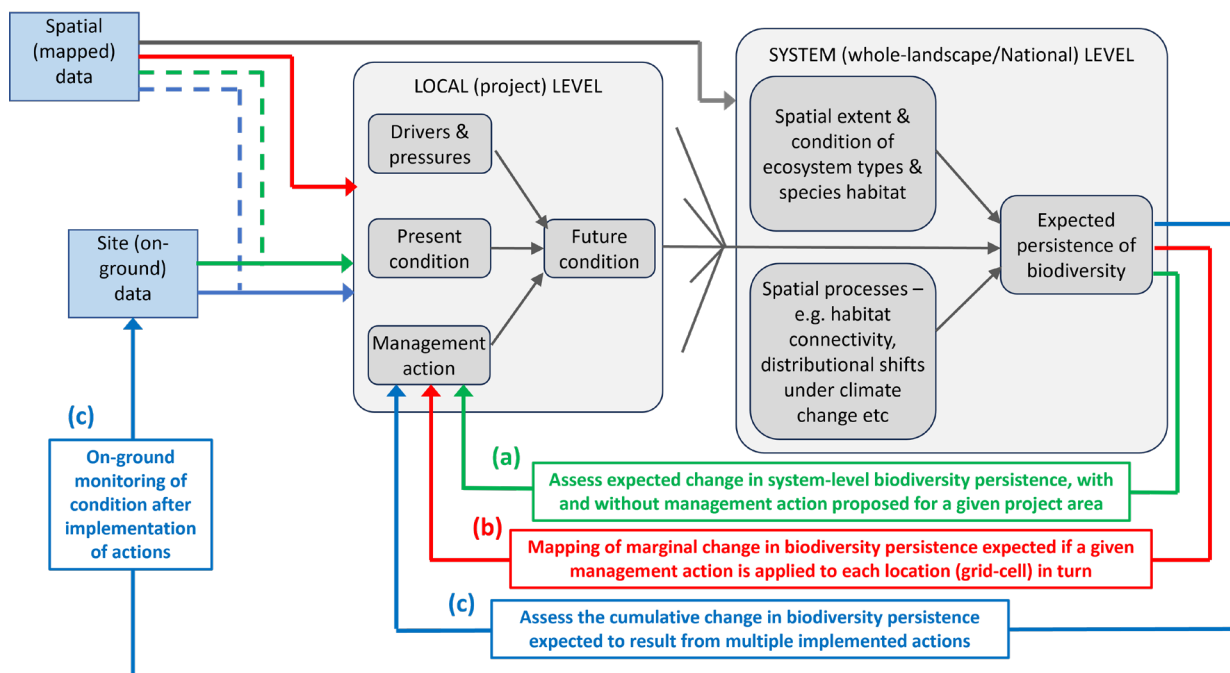 Spatial
(mapped)
data
LOCAL (project) LEVEL
SYSTEM (whole-landscape/National) LEVEL
Drivers &
pressures
Present
condition
Management
action
Future
condition
Spatial extent &
condition of
ecosystem types &
species habitat
Expected
persistence of
biodiversity
Spatial processes –
e.g. habitat
connectivity,
distributional shifts
under climate
change etc
Site (on-
ground)
data
(c)
On-ground
monitoring of
condition after
implementation
of actions
(a)
Assess expected change in system-level biodiversity persistence, with
and without management action proposed for a given project area
(b)
Mapping of marginal change in biodiversity persistence expected if a given
management action is applied to each location (grid-cell) in turn
(c)
Assess the cumulative change in biodiversity persistence
expected to result from multiple implemented actions